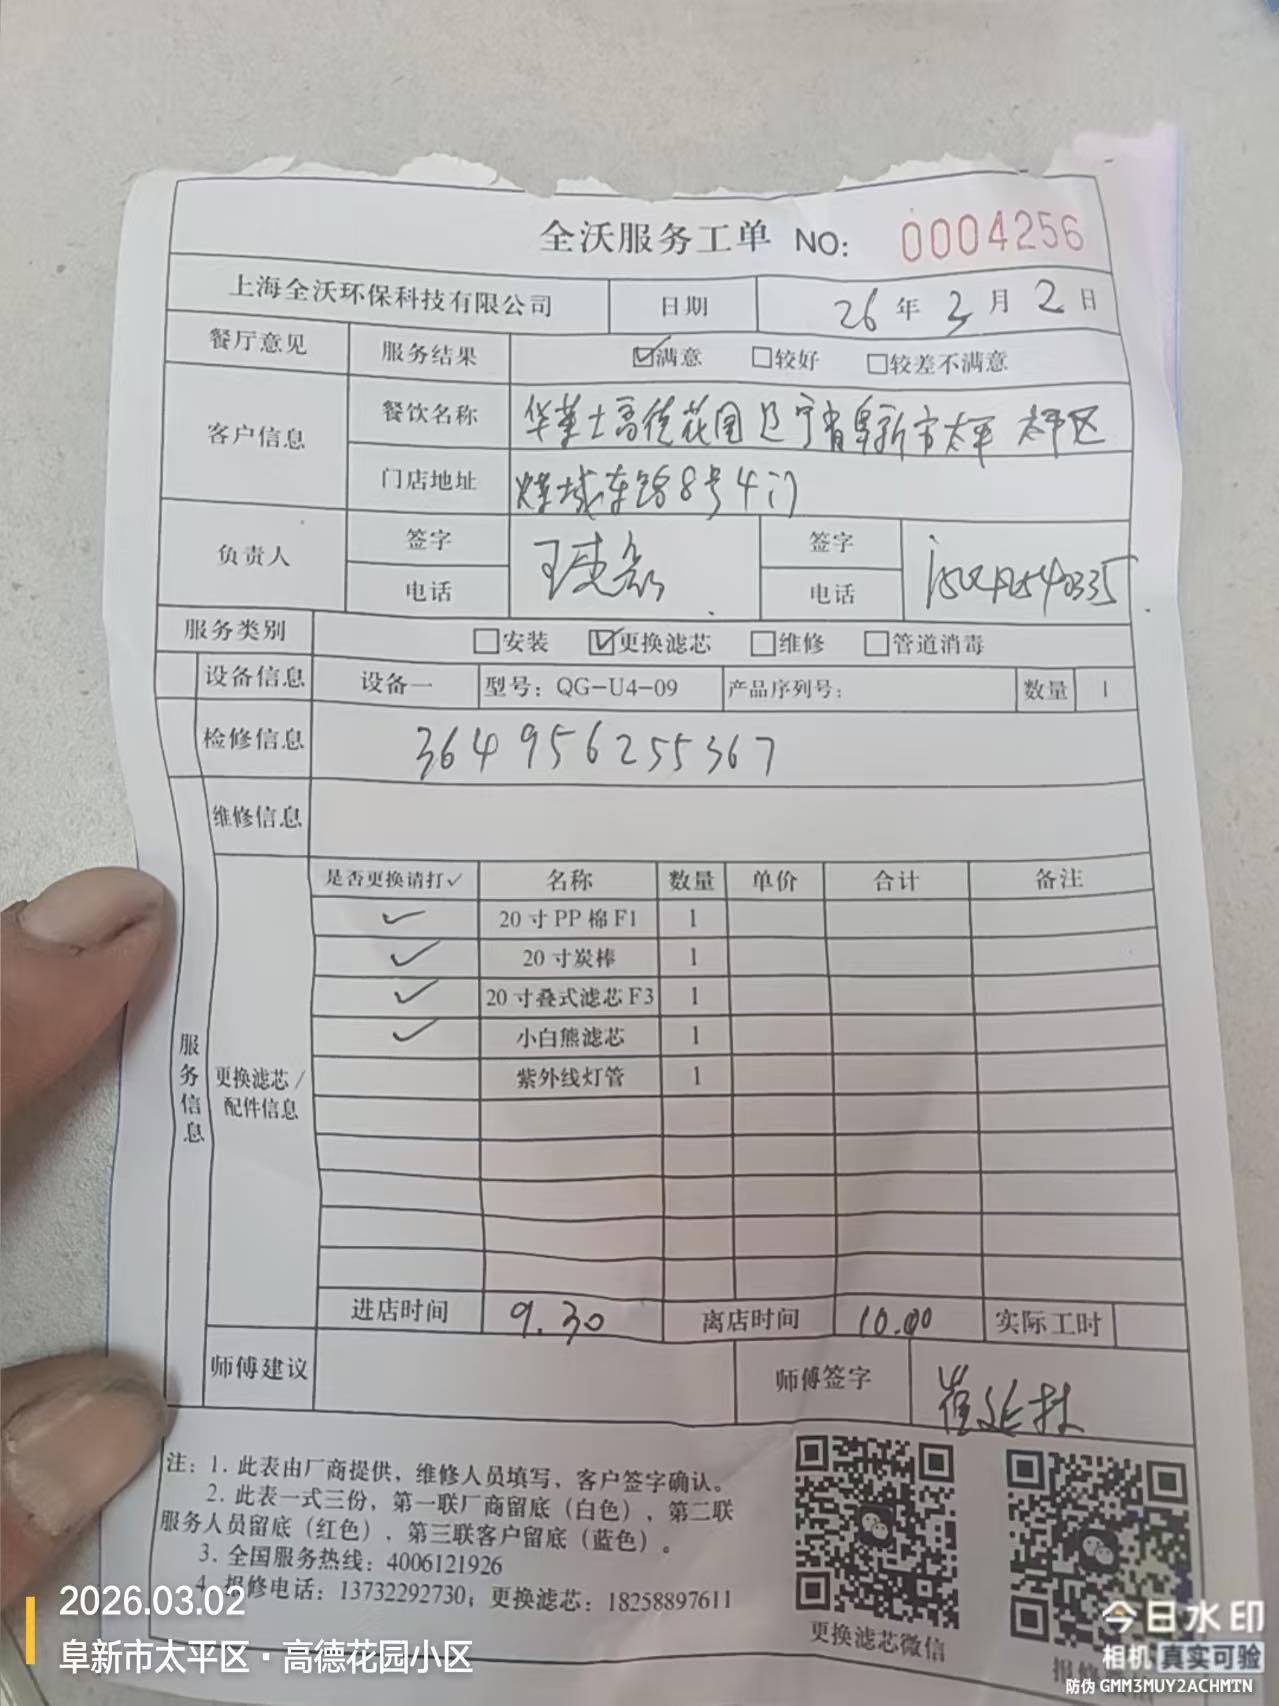 全沃服务工单 NO: 0004256
上海全沃环保科技有限公司 日期 26年3月2日
餐厅意见 服务结果 ☑满意 □较好 □较差不满意
客户信息 餐饮名称 华莱士高德花园 辽宁省阜新市太平 太平区
门店地址 煤城东路8号4门
负责人 签字 签字
电话 电话
服务类别 □安装 ☑更换滤芯 □维修 □管道消毒
设备信息 设备一 型号：QG-U4-09 产品序列号： 数量 1
检修信息 364956255367
维修信息
服务信息
更换滤芯/配件信息
是否更换请打✓ 名称 数量 单价 合计 备注
✓ 20寸PP棉F1 1
✓ 20寸炭棒 1
✓ 20寸叠式滤芯F3 1
✓ 小白熊滤芯 1
紫外线灯管 1
进店时间 9.30 离店时间 10.00 实际工时
师傅建议 师傅签字 崔延林
注：1. 此表由厂商提供，维修人员填写，客户签字确认。
2. 此表一式三份，第一联厂商留底（白色），第二联
服务人员留底（红色），第三联客户留底（蓝色）。
3. 全国服务热线：4006121926
4. 报修电话：13732292730；更换滤芯：18258897611
更换滤芯微信
2026.03.02
阜新市太平区·高德花园小区
今日水印
相机 真实可验
防伪 GMM3MUY2ACHMTN